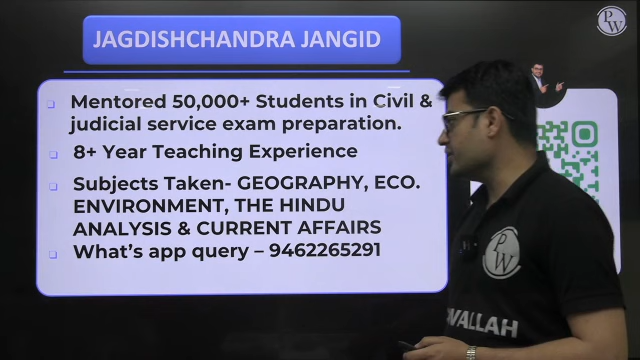 JAGDISHCHANDRA JANGID
PW
Mentored 50,000+ Students in Civil &
judicial service exam preparation.
8+ Year Teaching Experience
Subjects Taken- GEOGRAPHY, ECO.
ENVIRONMENT, THE HINDU
ANALYSIS & CURRENT AFFAIRS
What's app query – 9462265291
PW
WALLAH